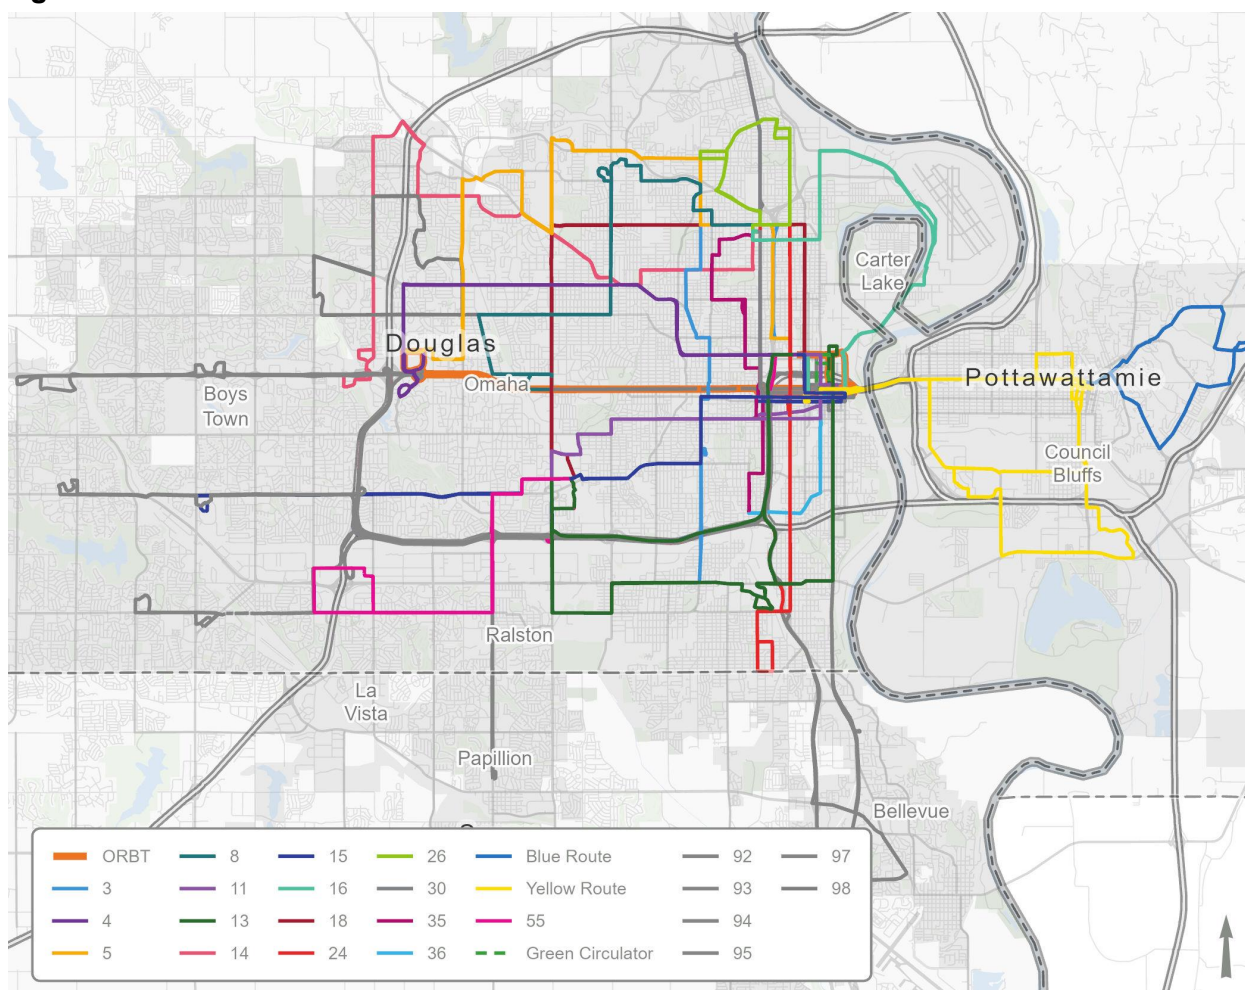 Carter
Lake
Douglas
Pottawattamie
Omaha
Boys
Town
Council
Bluffs
Ralston
La
Vista
Papillion
Bellevue
ORBT 8 15 26 Blue Route 92 97
3 11 16 30 Yellow Route 93 98
4 13 18 35 55 94
5 14 24 36 Green Circulator 95